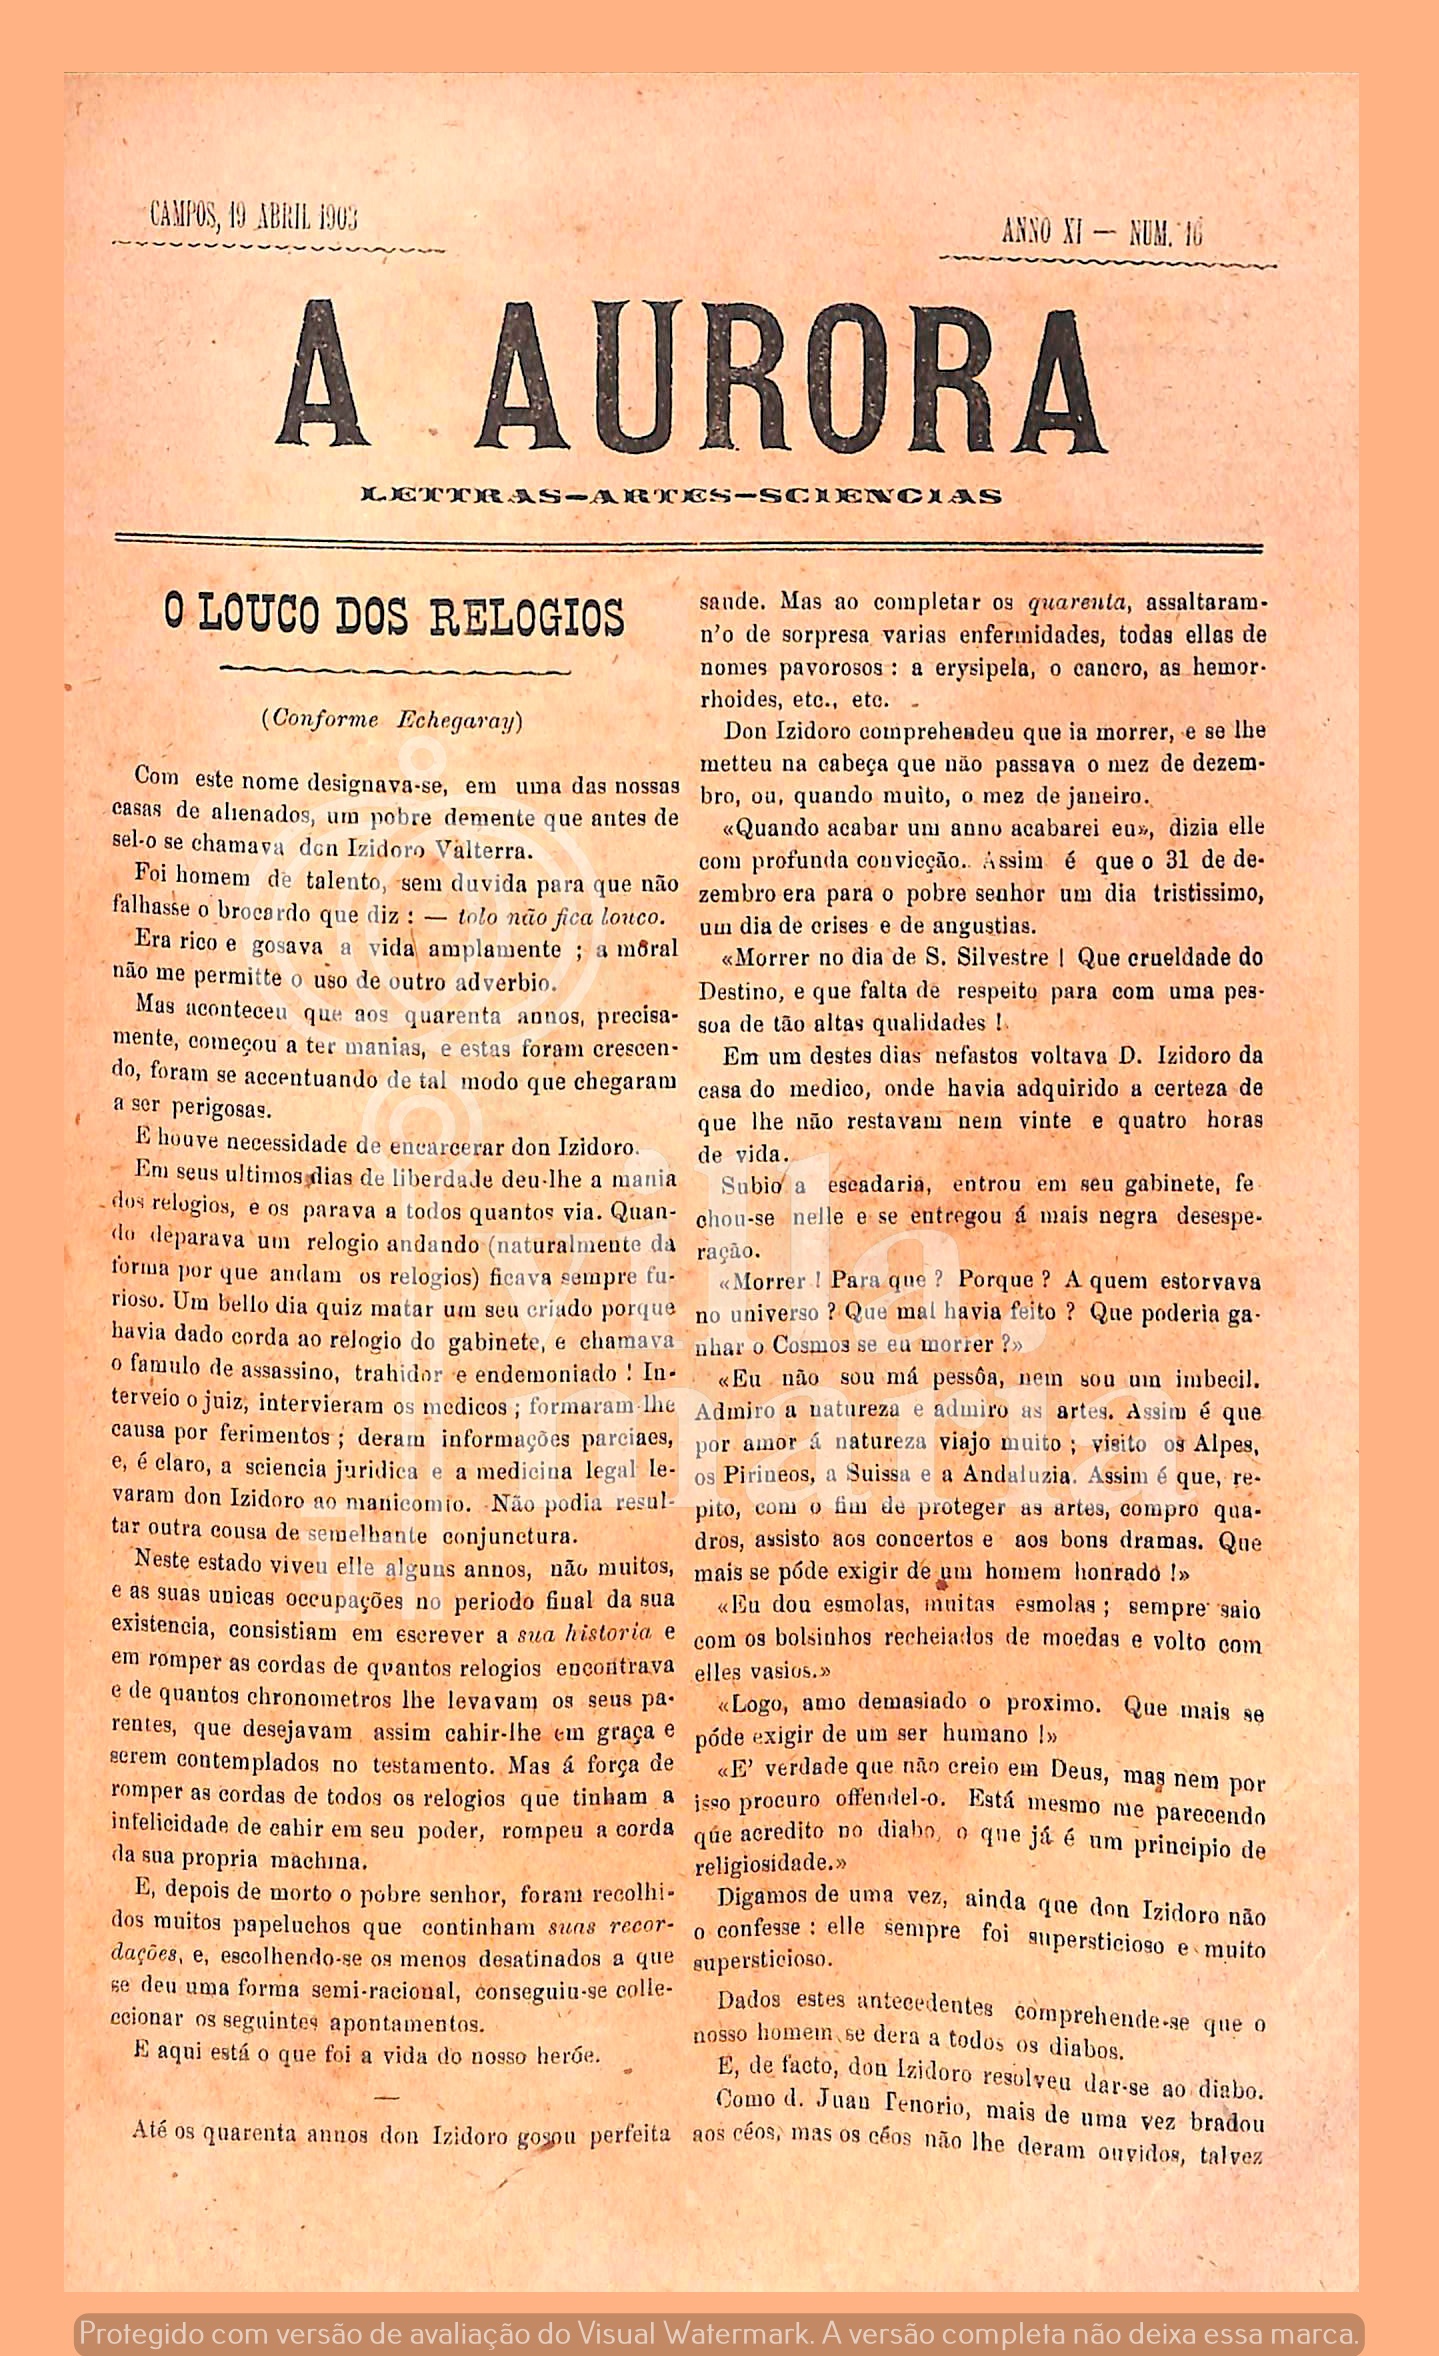 CAMPOS, 19 ABRIL 1903
ANNO XI — NUM. 16
A AURORA
LETTRAS-ARTES-SCIENCIAS
O LOUCO DOS RELOGIOS
(Conforme Echegaray)
Com este nome designava-se, em uma das nossas
casas de alienados, um pobre demente que antes de
sel-o se chamava don Izidoro Valterra.
Foi homem de talento, sem duvida para que não
falhasse o brocardo que diz : — tolo não fica louco.
Era rico e gosava a vida amplamente ; a moral
não me permitte o uso de outro adverbio.
Mas aconteceu que aos quarenta annos, precisa-
mente, começou a ter manias, e estas foram crescen-
do, foram se accentuando de tal modo que chegaram
a ser perigosas.
E houve necessidade de encarcerar don Izidoro.
Em seus ultimos dias de liberdade deu-lhe a mania
dos relogios, e os parava a todos quantos via. Quan-
do deparava um relogio andando (naturalmente da
forma por que andam os relogios) ficava sempre fu-
rioso. Um bello dia quiz matar um seu criado porque
havia dado corda ao relogio do gabinete, e chamava
o famulo de assassino, trahidor e endemoniado ! In-
terveio o juiz, intervieram os medicos ; formaram-lhe
causa por ferimentos ; deram informações parciaes,
e, é claro, a sciencia juridica e a medicina legal le-
varam don Izidoro ao manicomio. Não podia resul-
tar outra cousa de semelhante conjunctura.
Neste estado viveu elle alguns annos, não muitos,
e as suas unicas occupações no periodo final da sua
existencia, consistiam em escrever a sua historia e
em romper as cordas de quantos relogios encontrava
e de quantos chronometros lhe levavam os seus pa-
rentes, que desejavam assim cahir-lhe em graça e
serem contemplados no testamento. Mas á força de
romper as cordas de todos os relogios que tinham a
infelicidade de cahir em seu poder, rompeu a corda
da sua propria machina.
E, depois de morto o pobre senhor, foram recolhi-
dos muitos papeluchos que continham suas recor-
dações, e, escolhendo-se os menos desatinados a que
se deu uma forma semi-racional, conseguiu-se colle-
ccionar os seguintes apontamentos.
E aqui está o que foi a vida do nosso heróe.
—
Até os quarenta annos don Izidoro gosou perfeita
saude. Mas ao completar os quarenta, assaltaram-
n'o de sorpresa varias enfermidades, todas ellas de
nomes pavorosos : a erysipela, o cancro, as hemor-
rhoides, etc., etc.
Don Izidoro comprehendeu que ia morrer, e se lhe
metteu na cabeça que não passava o mez de dezem-
bro, ou, quando muito, o mez de janeiro.
«Quando acabar um anno acabarei eu», dizia elle
com profunda convicção. Assim é que o 31 de de-
zembro era para o pobre senhor um dia tristissimo,
um dia de crises e de angustias.
«Morrer no dia de S. Silvestre ! Que crueldade do
Destino, e que falta de respeito para com uma pes-
soa de tão altas qualidades !
Em um destes dias nefastos voltava D. Izidoro da
casa do medico, onde havia adquirido a certeza de
que lhe não restavam nem vinte e quatro horas
de vida.
Subio a escadaria, entrou em seu gabinete, fe
chou-se nelle e se entregou á mais negra desespe-
ração.
«Morrer ! Para que ? Porque ? A quem estorvava
no universo ? Que mal havia feito ? Que poderia ga-
nhar o Cosmos se eu morrer ?»
«Eu não sou má pessôa, nem sou um imbecil.
Admiro a natureza e admiro as artes. Assim é que
por amor á natureza viajo muito ; visito os Alpes,
os Pirineos, a Suissa e a Andaluzia. Assim é que, re-
pito, com o fim de proteger as artes, compro qua-
dros, assisto aos concertos e aos bons dramas. Que
mais se póde exigir de um homem honrado !»
«Eu dou esmolas, muitas esmolas ; sempre saio
com os bolsinhos recheiados de moedas e volto com
elles vasios.»
«Logo, amo demasiado o proximo. Que mais se
póde exigir de um ser humano !»
«E' verdade que não creio em Deus, mas nem por
isso procuro offendel-o. Está mesmo me parecendo
que acredito no diabo, o que já é um principio de
religiosidade.»
Digamos de uma vez, ainda que don Izidoro não
o confesse : elle sempre foi supersticioso e muito
supersticioso.
Dados estes antecedentes comprehende-se que o
nosso homem se dera a todos os diabos.
E, de facto, don Izidoro resolveu dar-se ao diabo.
Como d. Juan Tenorio, mais de uma vez bradou
aos céos, mas os céos não lhe deram ouvidos, talvez
villa maria
Protegido com versão de avaliação do Visual Watermark. A versão completa não deixa essa marca.